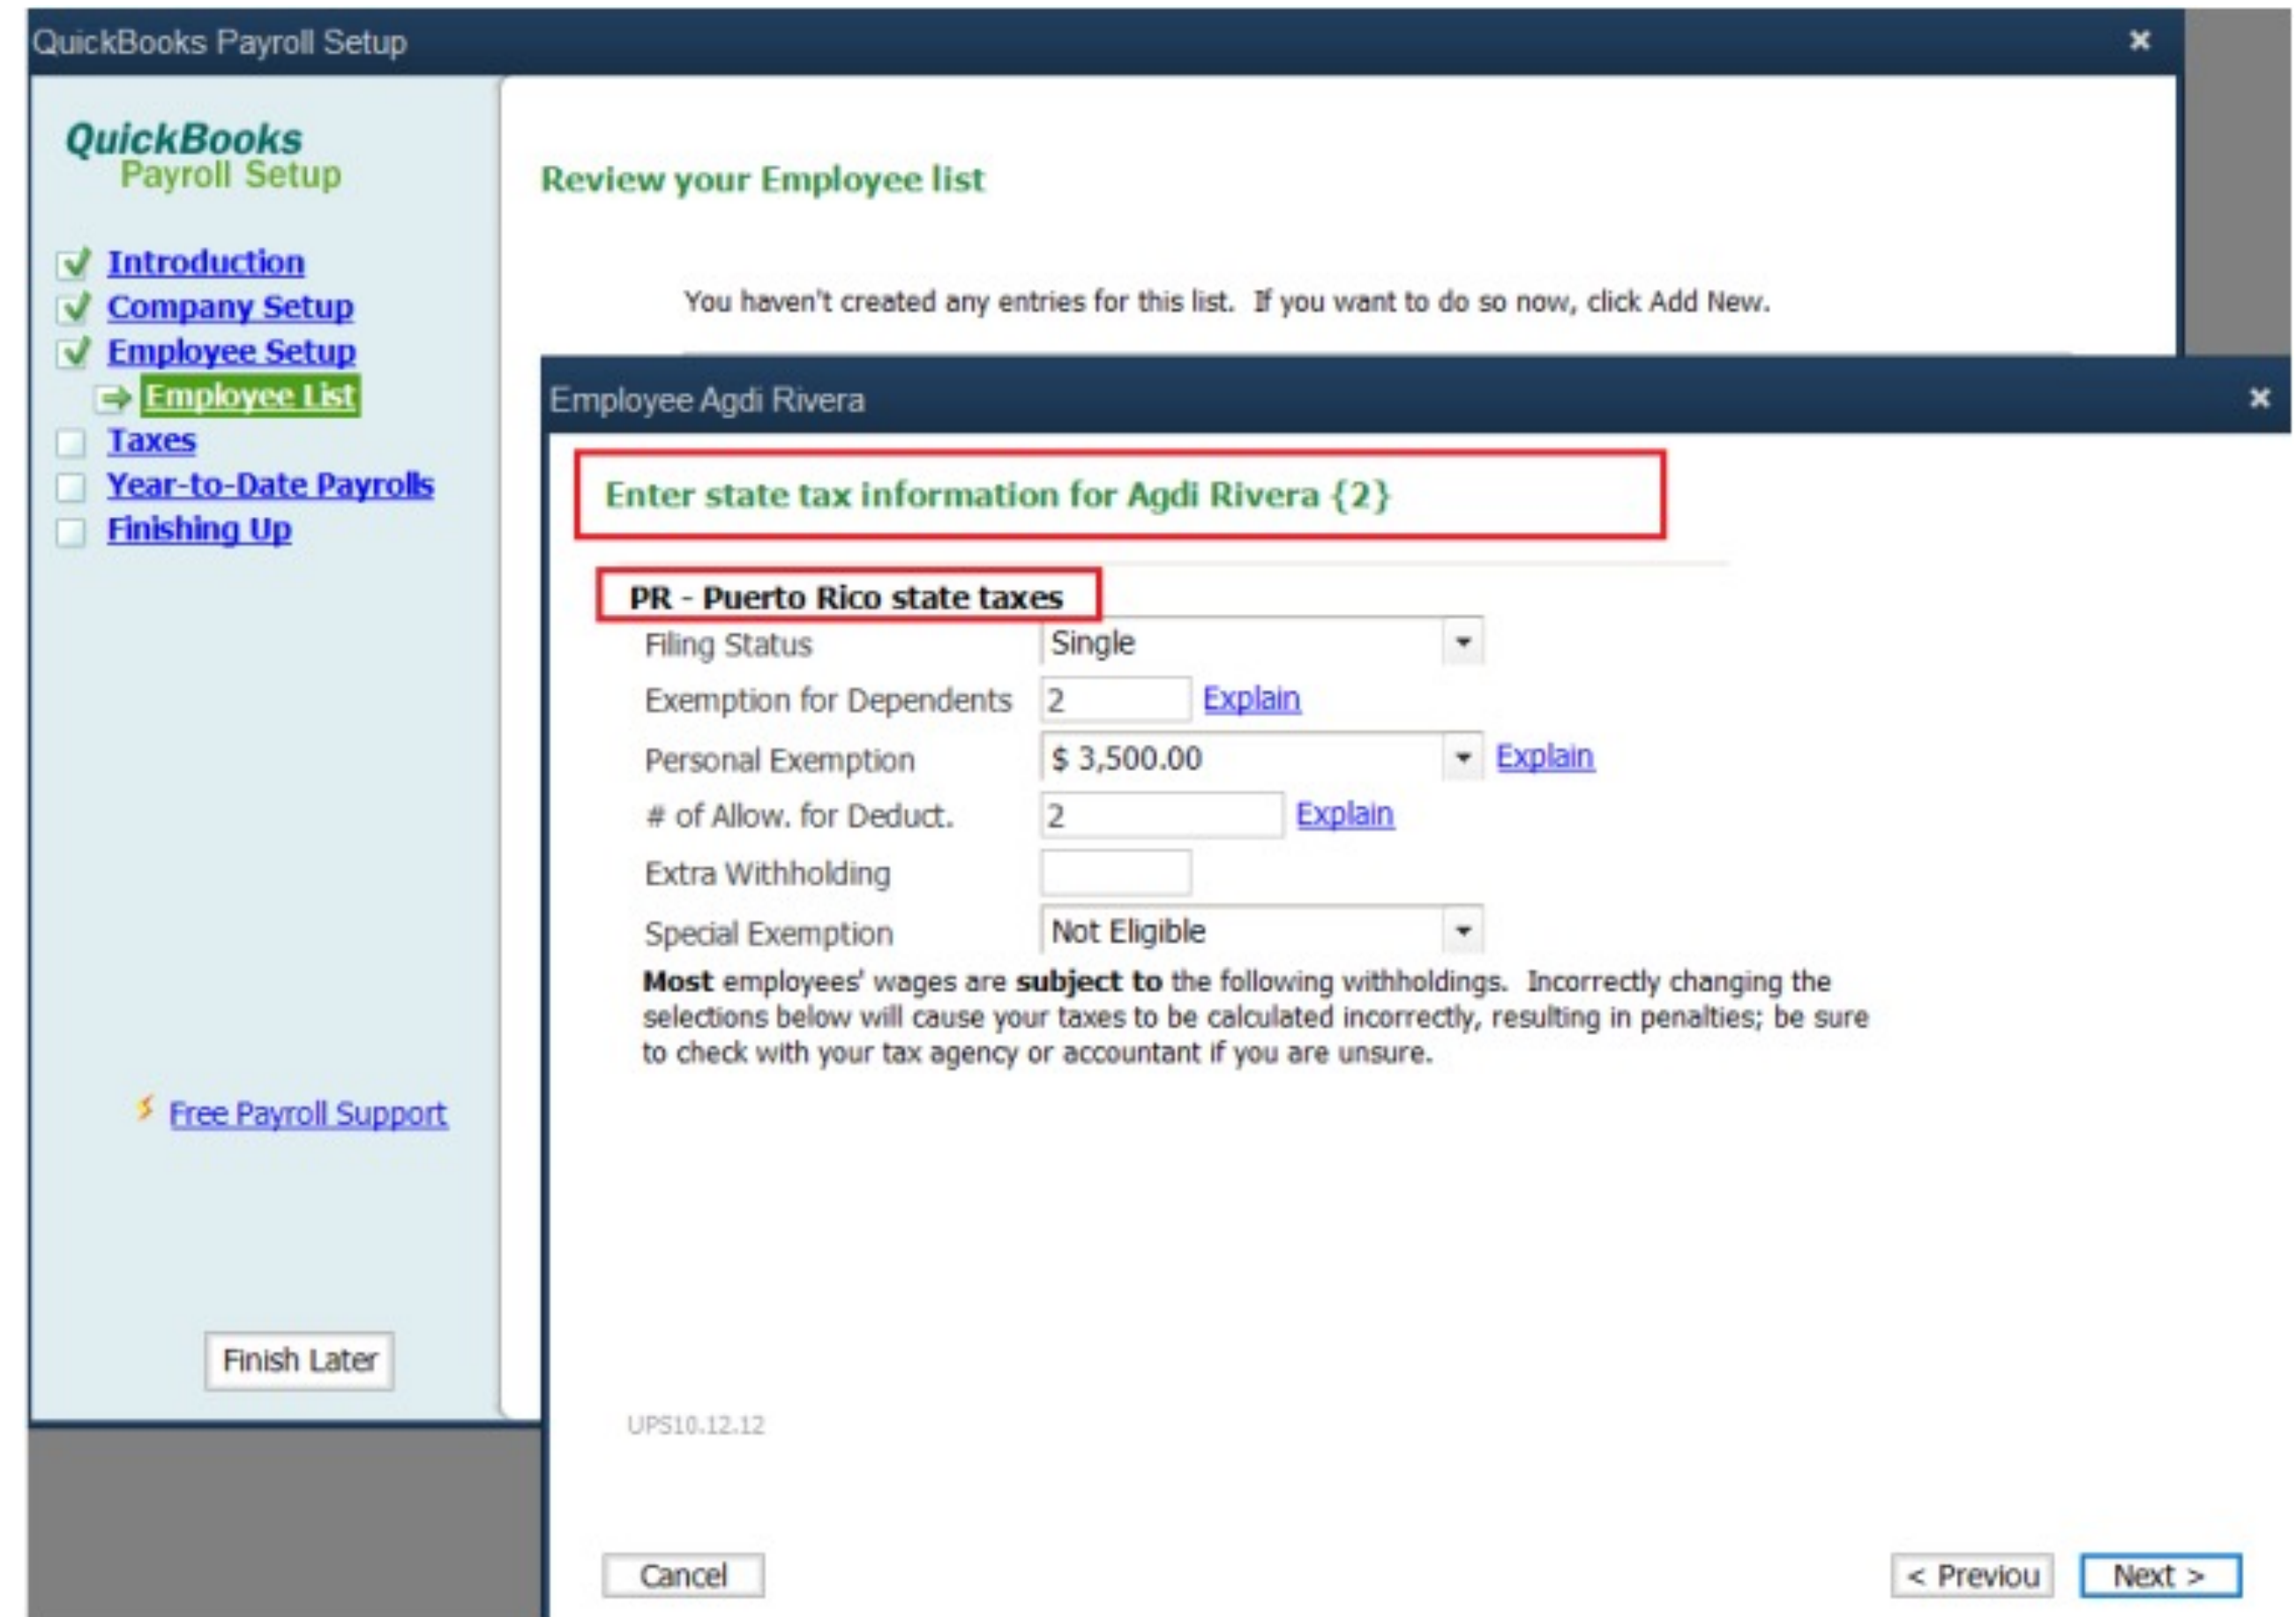 QuickBooks Payroll Setup
QuickBooks
Payroll Setup
Introduction
Company Setup
Employee Setup
Employee List
Taxes
Year-to-Date Payrolls
Finishing Up
Free Payroll Support
Finish Later
Review your Employee list
You haven't created any entries for this list. If you want to do so now, click Add New.
Employee Agdi Rivera
Enter state tax information for Agdi Rivera {2}
PR - Puerto Rico state taxes
Filing Status Single
Exemption for Dependents 2 Explain
Personal Exemption $ 3,500.00 Explain
# of Allow. for Deduct. 2 Explain
Extra Withholding
Special Exemption Not Eligible
Most employees' wages are subject to the following withholdings. Incorrectly changing the
selections below will cause your taxes to be calculated incorrectly, resulting in penalties; be sure
to check with your tax agency or accountant if you are unsure.
UPS10.12.12
Cancel < Previou Next >